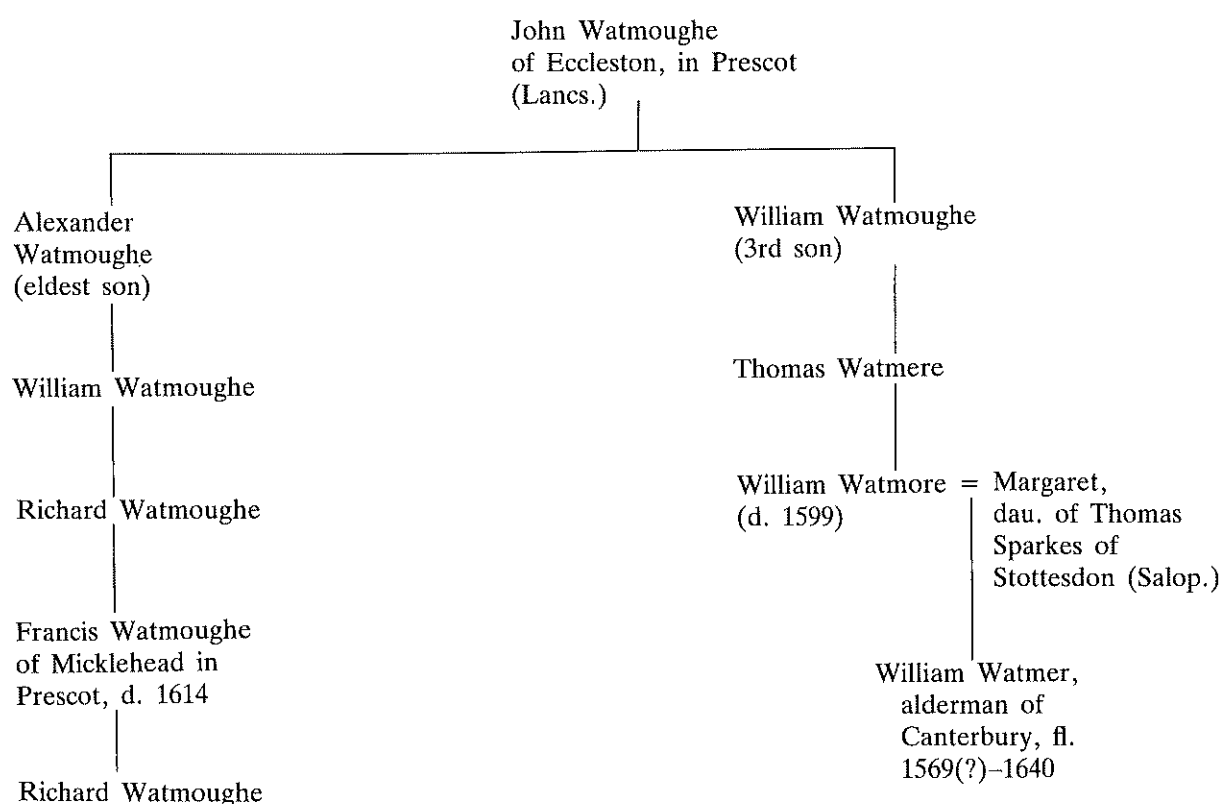 John Watmoughe
of Eccleston, in Prescot
(Lancs.)
Alexander
Watmoughe
(eldest son)
William Watmoughe
Richard Watmoughe
Francis Watmoughe
of Micklehead in
Prescot, d. 1614
Richard Watmoughe
William Watmoughe
(3rd son)
Thomas Watmere
William Watmore = Margaret,
(d. 1599) dau. of Thomas
Sparkes of
Stottesdon (Salop.)
William Watmer,
alderman of
Canterbury, fl.
1569(?)–1640